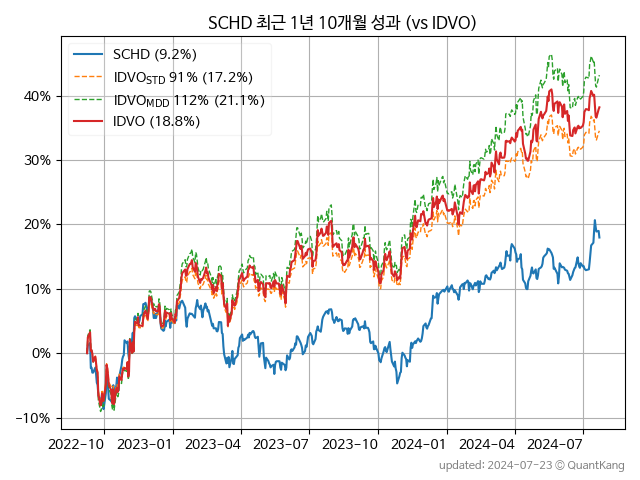 SCHD 최근 1년 10개월 성과 (vs IDVO)
SCHD (9.2%)
IDVO_STD 91% (17.2%)
IDVO_MDD 112% (21.1%)
IDVO (18.8%)
40%
30%
20%
10%
0%
−10%
2022-10 2023-01 2023-04 2023-07 2023-10 2024-01 2024-04 2024-07
updated: 2024-07-23 © QuantKang